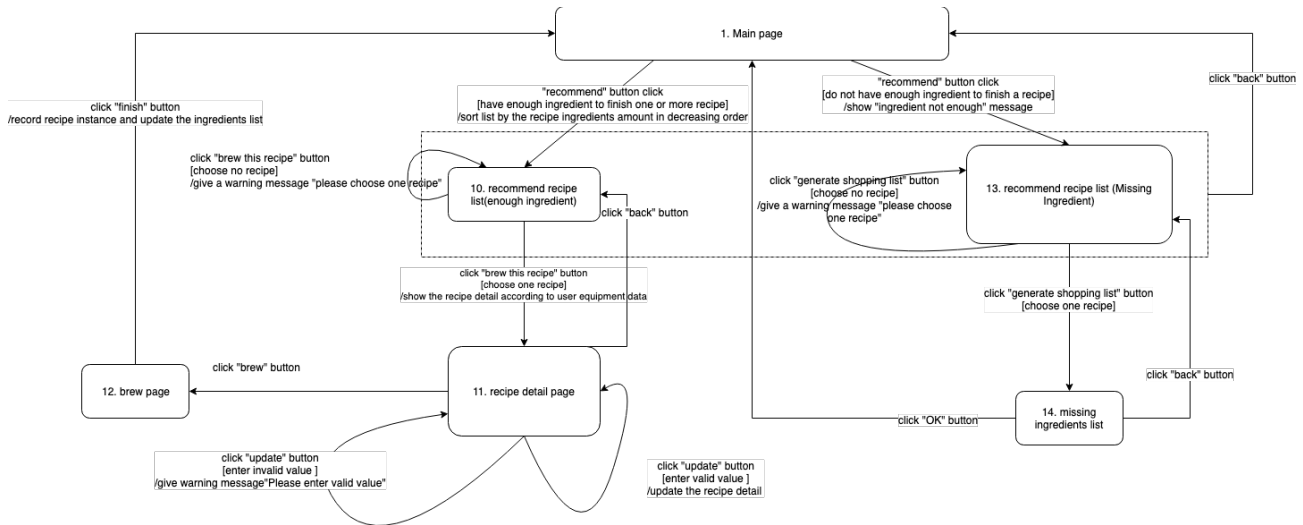 1. Main page
click "back" button
"recommend" button click
[do not have enough ingredient to finish a recipe]
/show "ingredient not enough" message
"recommend" button click
[have enough ingredient to finish one or more recipe]
/sort list by the recipe ingredients amount in decreasing order
click "finish" button
/record recipe instance and update the ingredients list
click "brew this recipe" button
[choose no recipe]
/give a warning message "please choose one recipe"
10. recommend recipe
list(enough ingredient)
click "back" button
click "generate shopping list" button
[choose no recipe]
/give a warning message "please choose
one recipe"
13. recommend recipe list (Missing
Ingredient)
click "brew this recipe" button
[choose one recipe]
/show the recipe detail according to user equipment data
click "generate shopping list" button
[choose one recipe]
12. brew page
click "brew" button
11. recipe detail page
click "back" button
14. missing
ingredients list
click "OK" button
click "update" button
[enter invalid value ]
/give warning message"Please enter valid value"
click "update" button
[enter valid value ]
/update the recipe detail